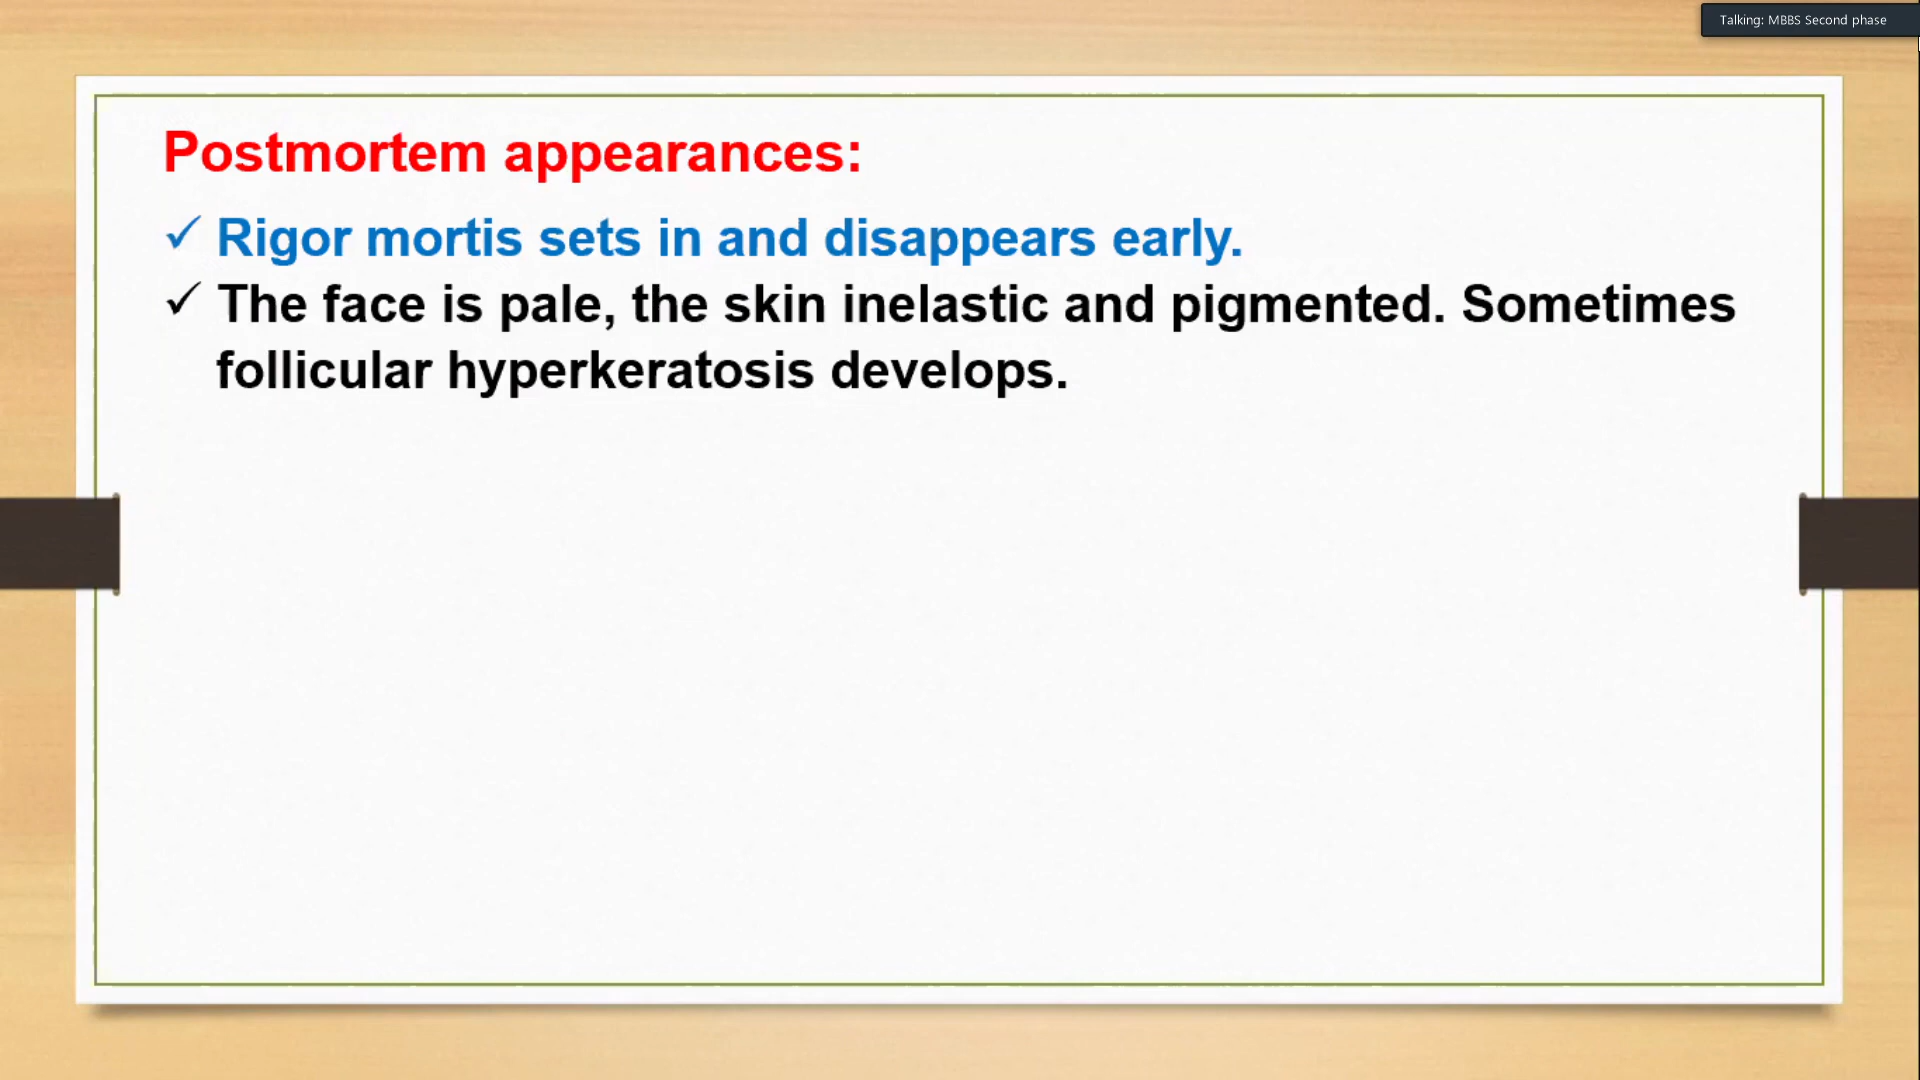 Talking: MBBS Second phase
Postmortem appearances:
✓ Rigor mortis sets in and disappears early.
✓ The face is pale, the skin inelastic and pigmented. Sometimes
follicular hyperkeratosis develops.